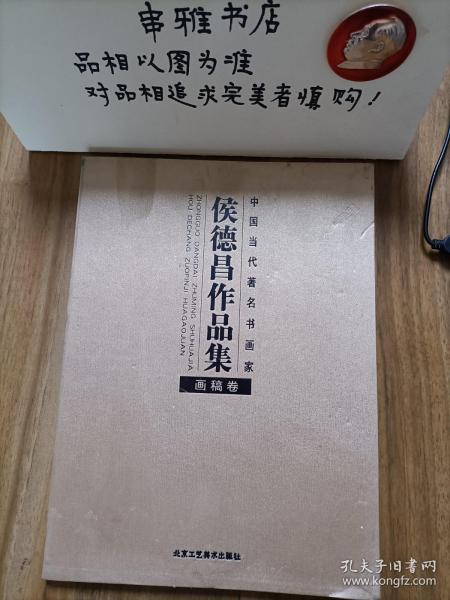 串雅书店
品相以图为准
对品相追求完美者慎购!
中国当代著名书画家
侯德昌作品集
ZHONGGUO DANGDAI ZHUMING SHUHUAJIA
HOU DECHANG ZUOPINJI HUAGAOJUAN
画稿卷
北京工艺美术出版社
孔夫子旧书网
www.kongfz.com